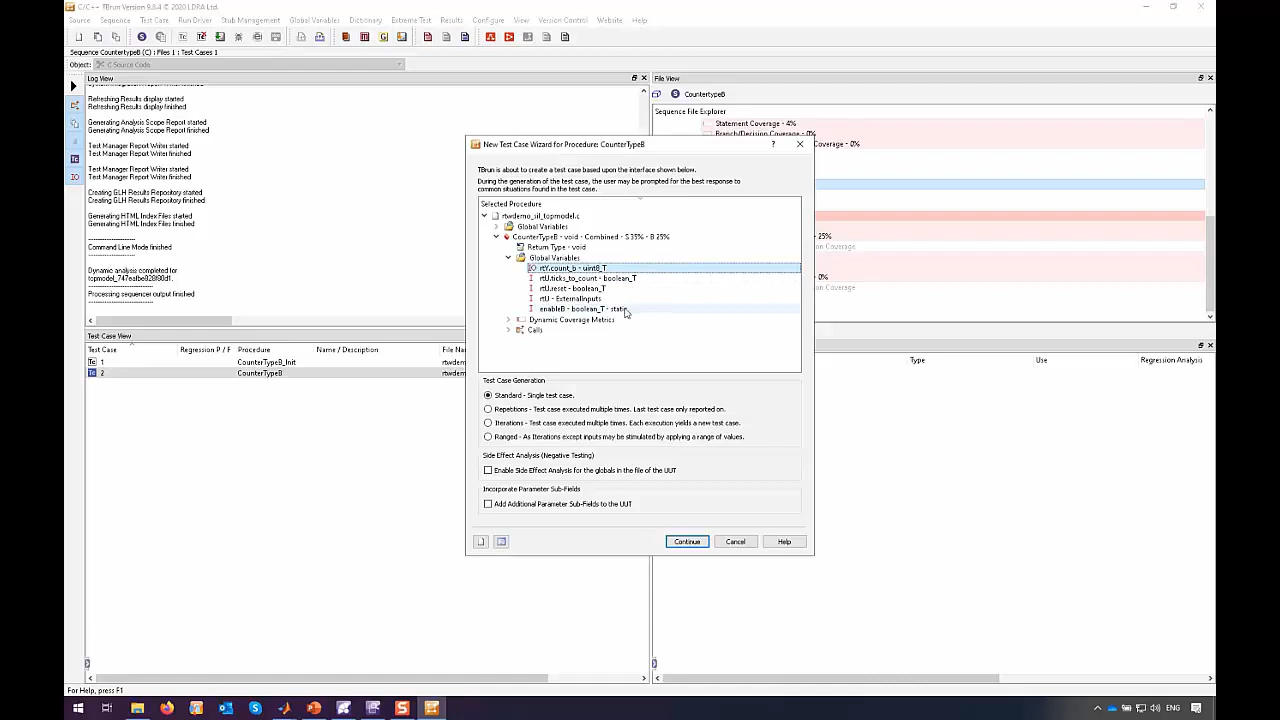 C/C++ TBrun Version 9.8.4 © 2020 LDRA Ltd.
Source Sequence Test Case Run Driver Stub Management Global Variables Dictionary Extreme Test Results Configure View Version Control Website Help
Sequence CountertypeB (C) : Files 1 : Test Cases 1
Object: C Source Code
Log View
Refreshing Results display started
Refreshing Results display finished
Generating Analysis Scope Report started
Generating Analysis Scope Report finished
Test Manager Report Writer started
Test Manager Report Writer finished
Test Manager Report Writer started
Test Manager Report Writer finished
Creating GLH Results Repository started
Creating GLH Results Repository finished
Generating HTML Index Files started
Generating HTML Index Files finished
--------------------
Command Line Mode finished
--------------------
Dynamic analysis completed for
--------------------
Processing sequencer output finished
--------------------
File View
CountertypeB
Sequence File Explorer
Statement Coverage - 4%
Branch/Decision Coverage - 0%
Coverage - 0%
25%
Coverage
0%
Coverage
Test Case View
Test Case Regression P / F Procedure Name / Description File Na
Tc 1 CounterTypeB_Init rtwdem
Tc 2 CounterTypeB rtwdem
Type Use Regression Analysis
New Test Case Wizard for Procedure: CounterTypeB
TBrun is about to create a test case based upon the interface shown below.
During the generation of the test case, the user may be prompted for the best response to
common situations found in the test case.
Selected Procedure
rtwdemo_sil_topmodel.c
Global Variables
CounterTypeB - void - Combined - S 35% - B 25%
Return Type - void
Global Variables
IO rtY.count_b - uint8_T
I rtU.ticks_to_count - boolean_T
I rtU.reset - boolean_T
I rtU - ExternalInputs
I enableB - boolean_T - static
Dynamic Coverage Metrics
Calls
Test Case Generation
Standard - Single test case.
Repetitions - Test case executed multiple times. Last test case only reported on.
Iterations - Test case executed multiple times. Each execution yields a new test case.
Ranged - As Iterations except inputs may be stimulated by applying a range of values.
Side Effect Analysis (Negative Testing)
Enable Side Effect Analysis for the globals in the file of the UUT
Incorporate Parameter Sub-Fields
Add Additional Parameter Sub-Fields to the UUT
Continue Cancel Help
For Help, press F1